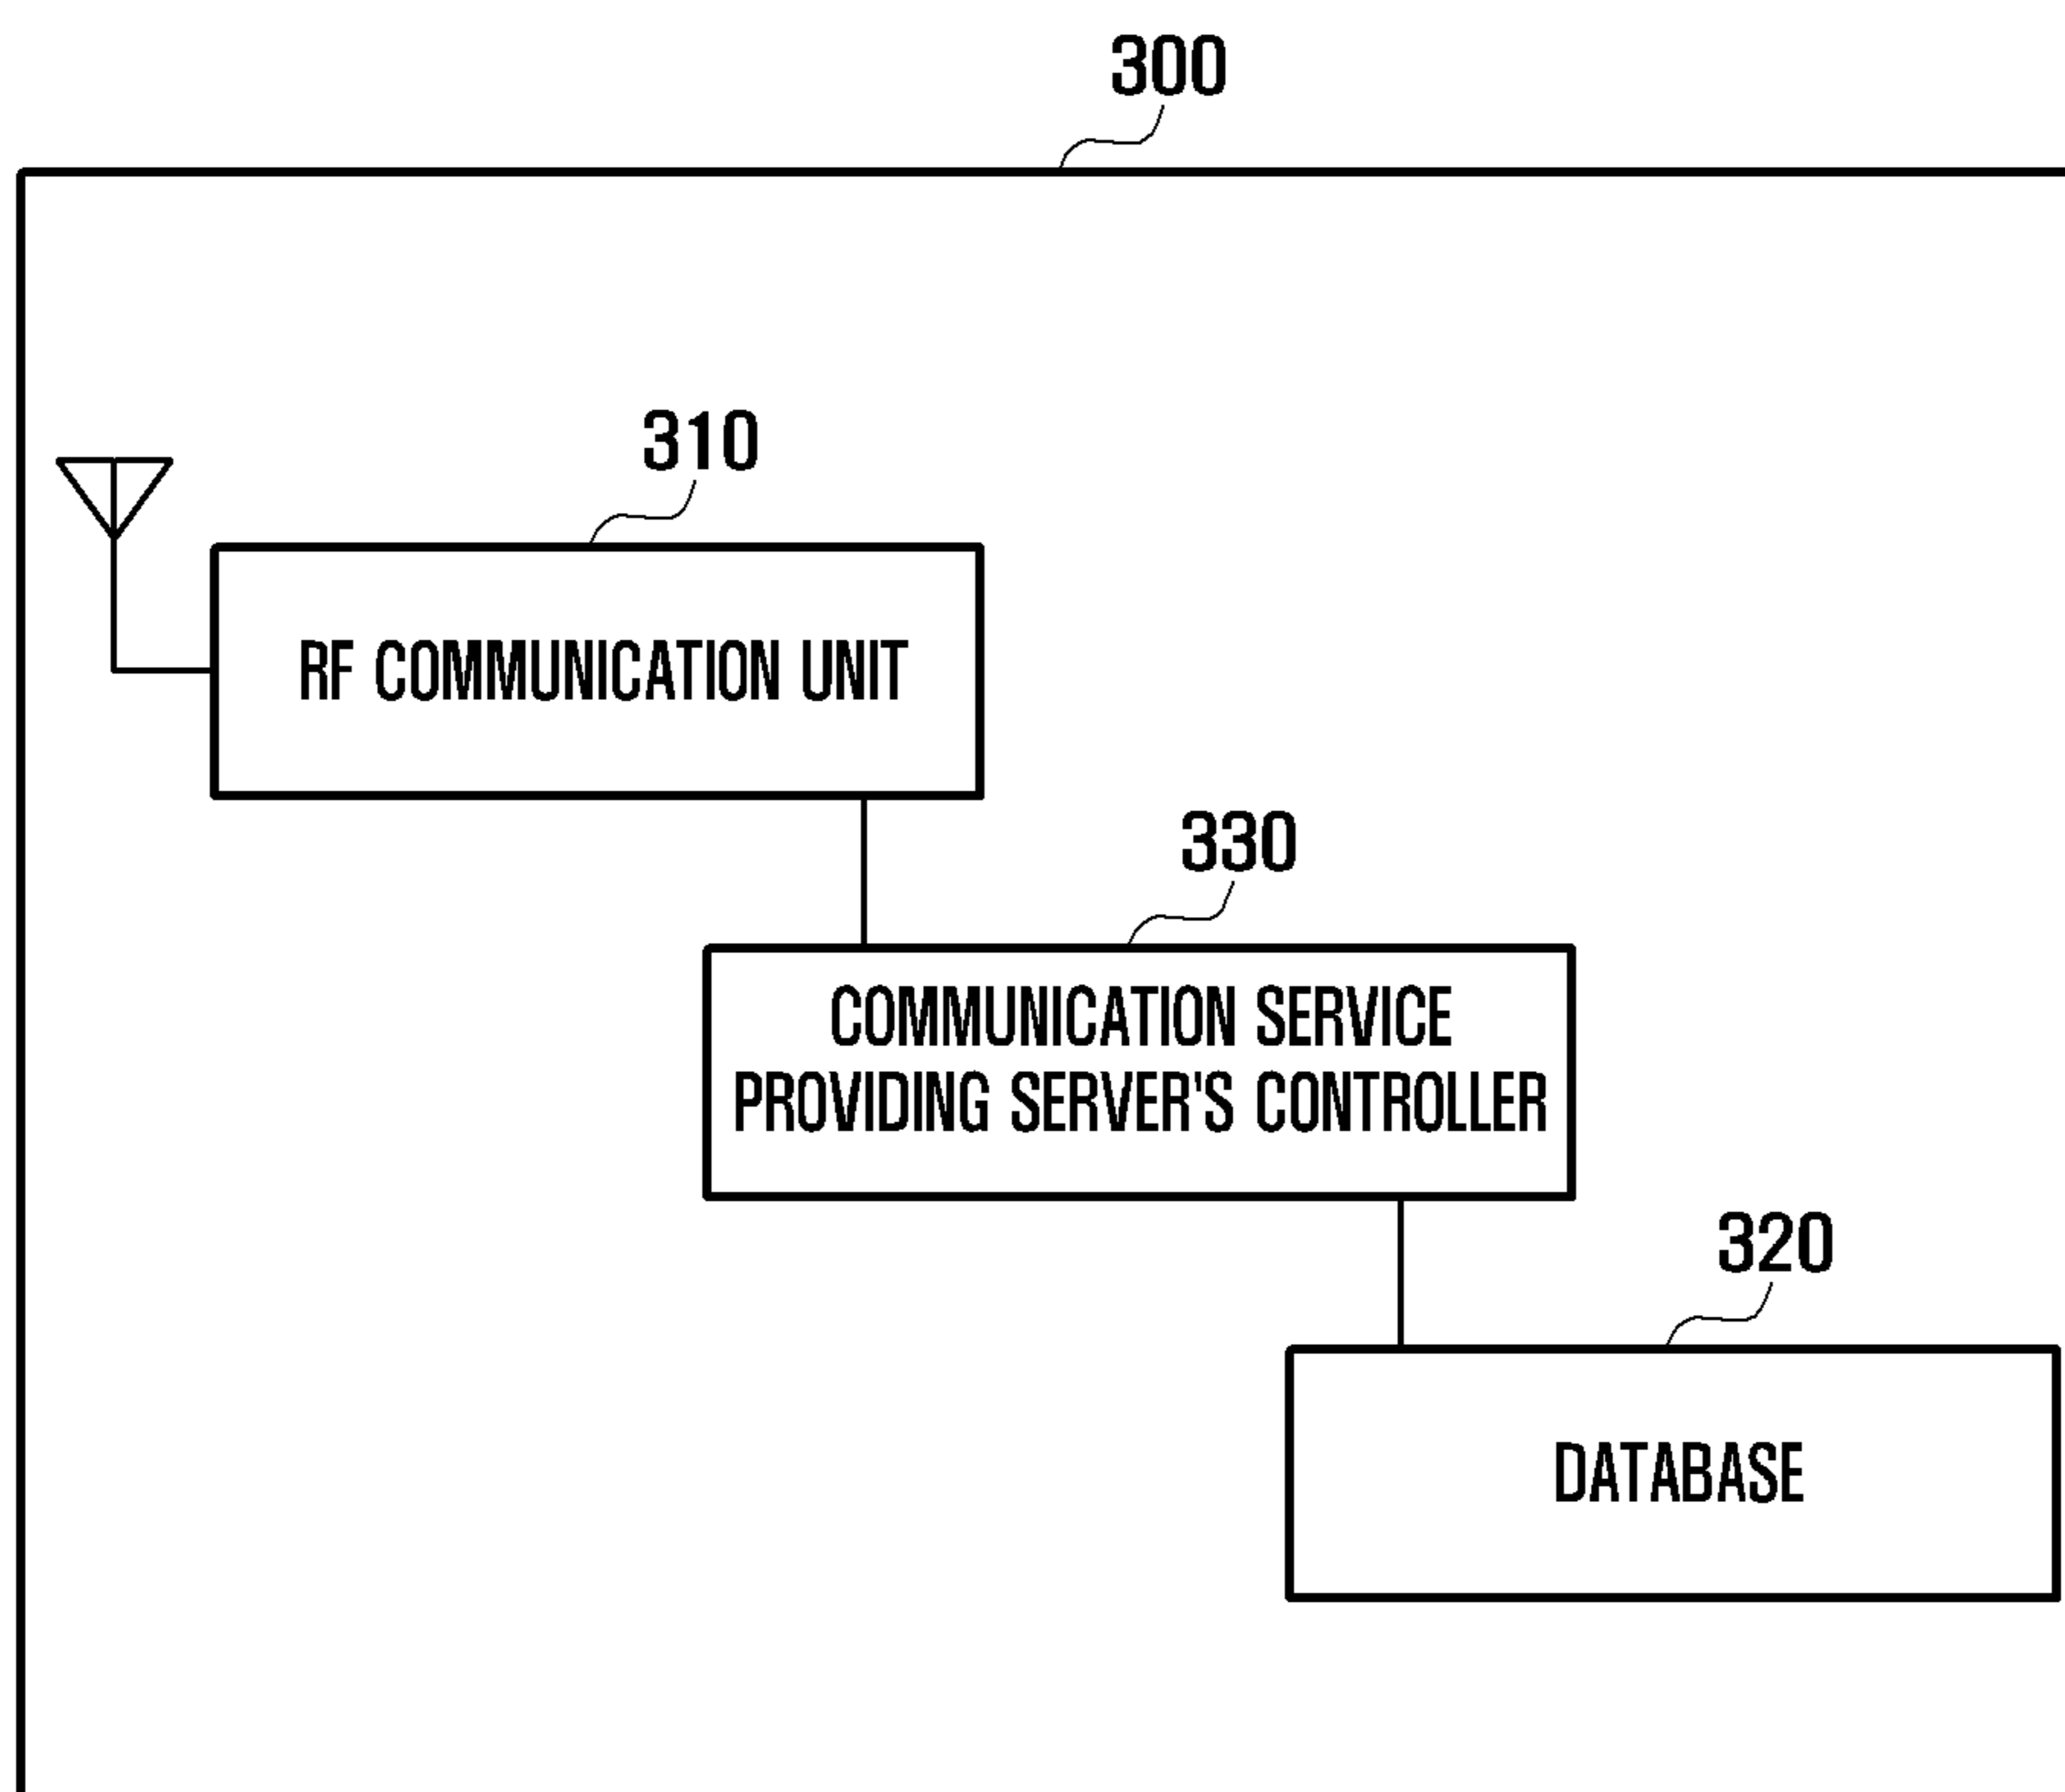 300
310
RF COMMUNICATION UNIT
330
COMMUNICATION SERVICE
PROVIDING SERVER'S CONTROLLER
320
DATABASE